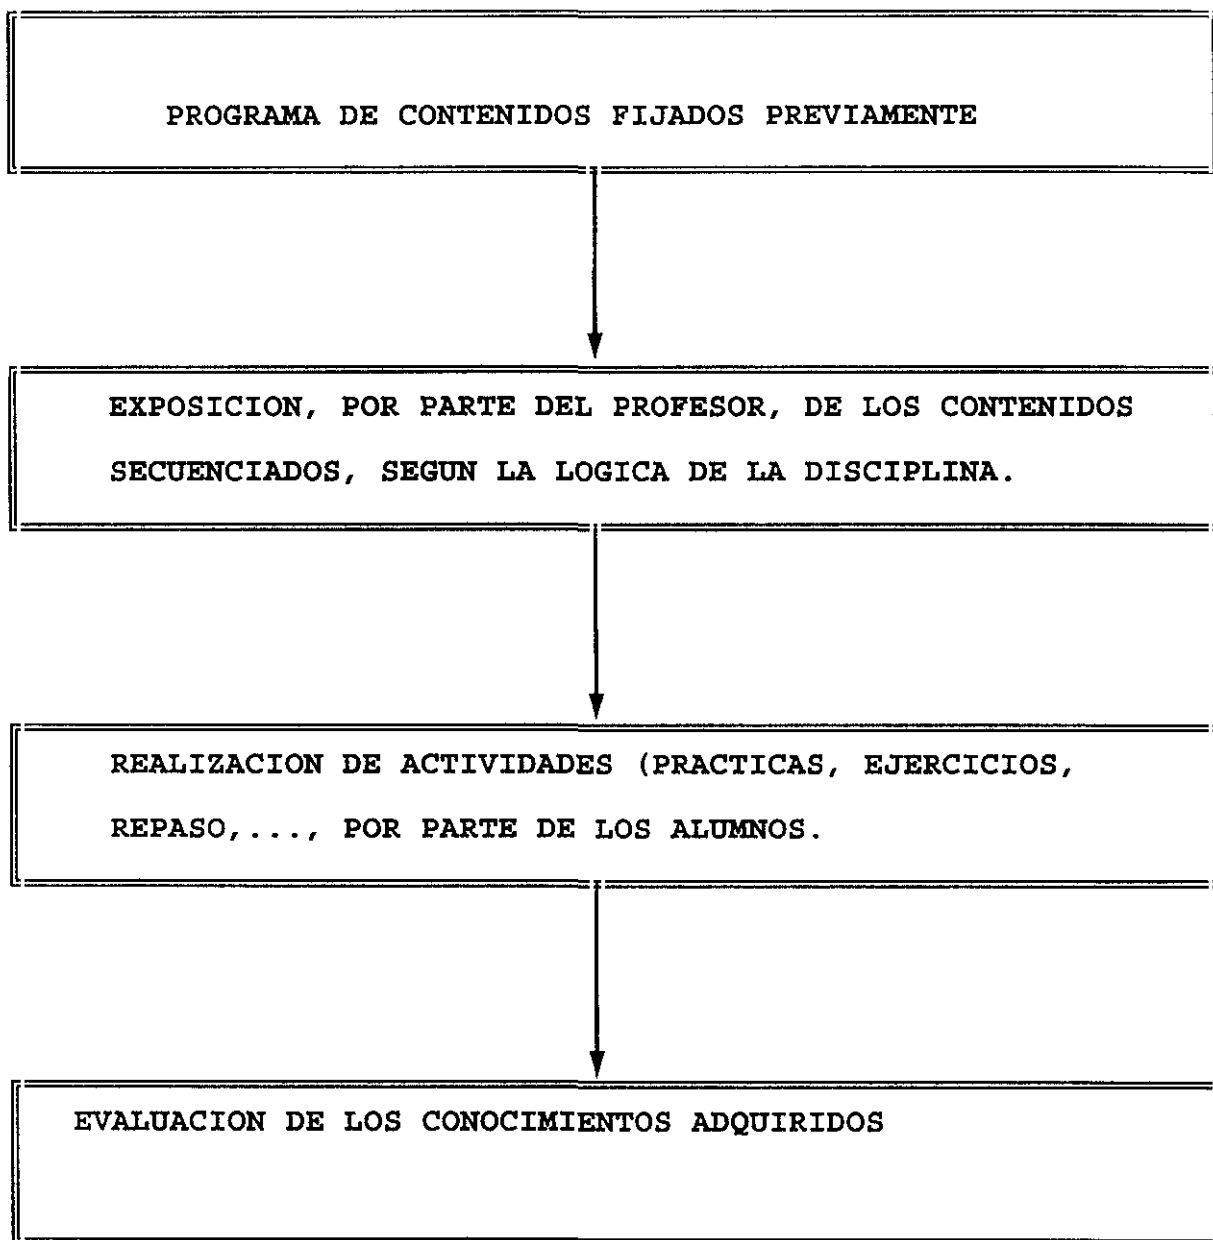 PROGRAMA DE CONTENIDOS FIJADOS PREVIAMENTE
EXPOSICION, POR PARTE DEL PROFESOR, DE LOS CONTENIDOS
SECUENCIADOS, SEGUN LA LOGICA DE LA DISCIPLINA.
REALIZACION DE ACTIVIDADES (PRACTICAS, EJERCICIOS,
REPASO,..., POR PARTE DE LOS ALUMNOS.
EVALUACION DE LOS CONOCIMIENTOS ADQUIRIDOS